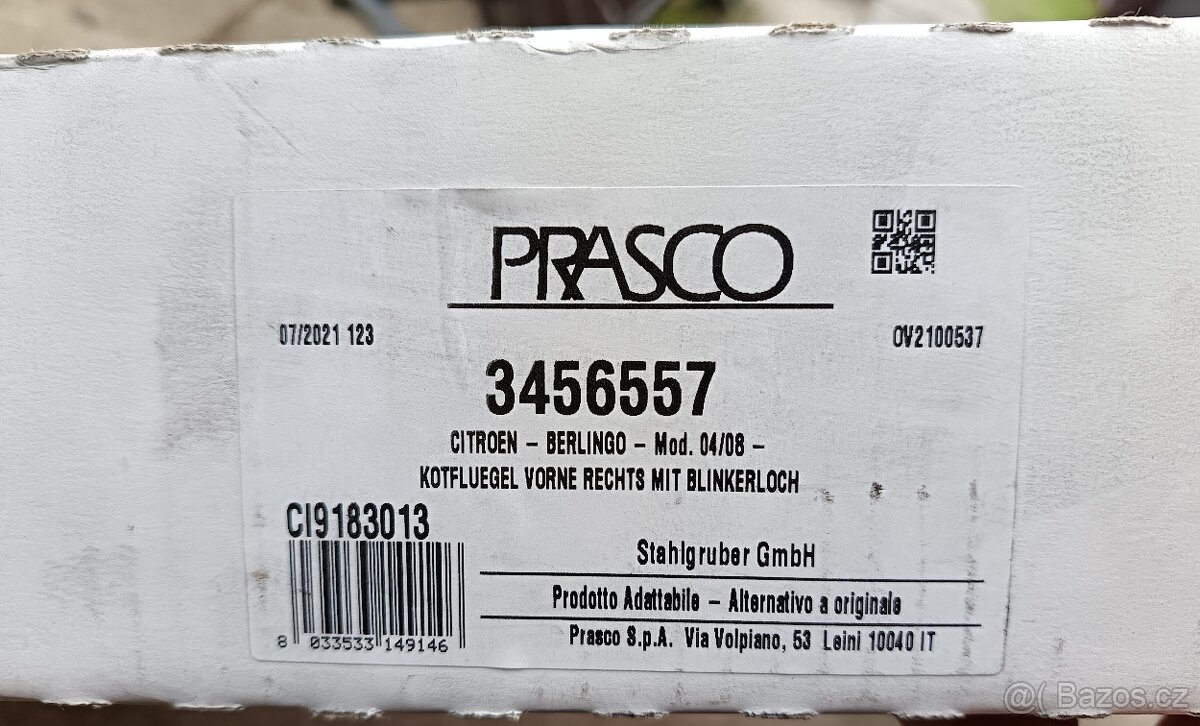 PRASCO
07/2021 123
OV2100537
3456557
CITROEN - BERLINGO - Mod. 04/08 -
KOTFLUEGEL VORNE RECHTS MIT BLINKERLOCH
CI9183013
Stahlgruber GmbH
Prodotto Adattabile - Alternativo a originale
8 033533 149146
Prasco S.p.A. Via Volpiano, 53 Leini 10040 IT
@( Bazos.cz